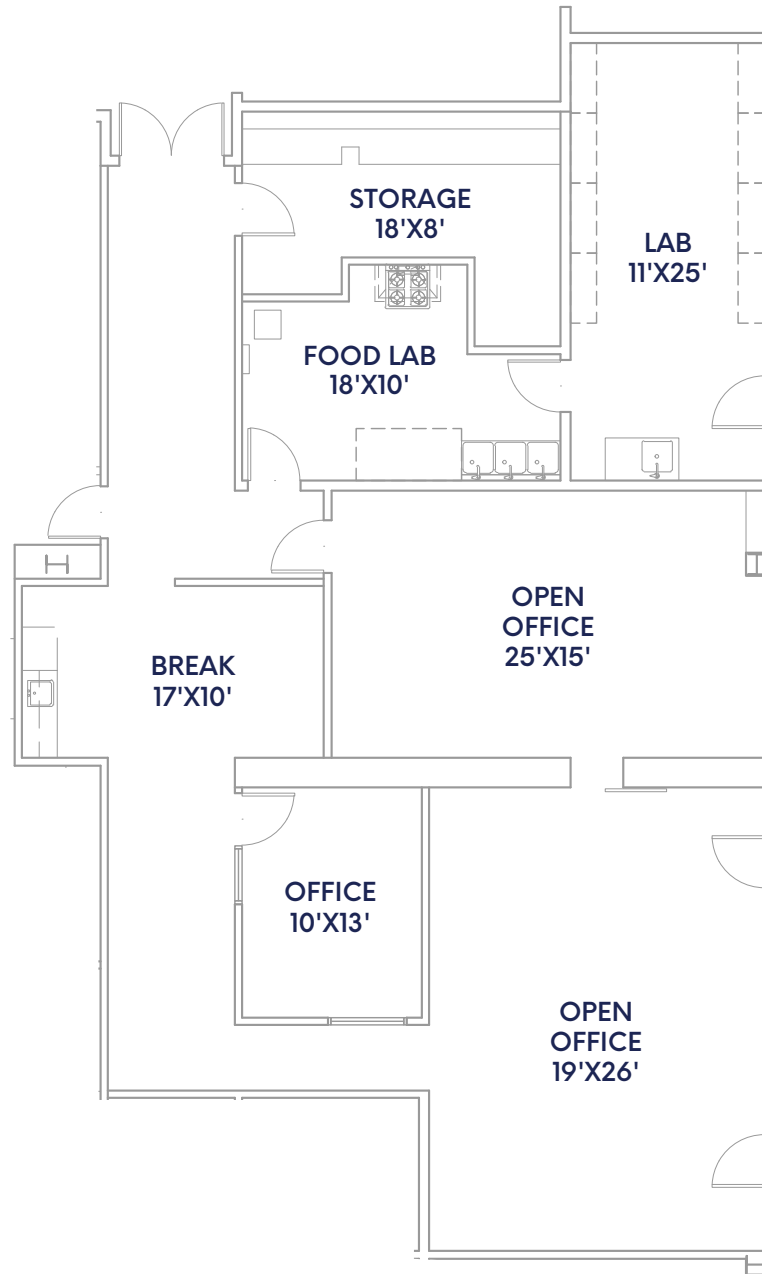 STORAGE
18'X8'
LAB
11'X25'
FOOD LAB
18'X10'
OPEN
OFFICE
25'X15'
BREAK
17'X10'
OFFICE
10'X13'
OPEN
OFFICE
19'X26'